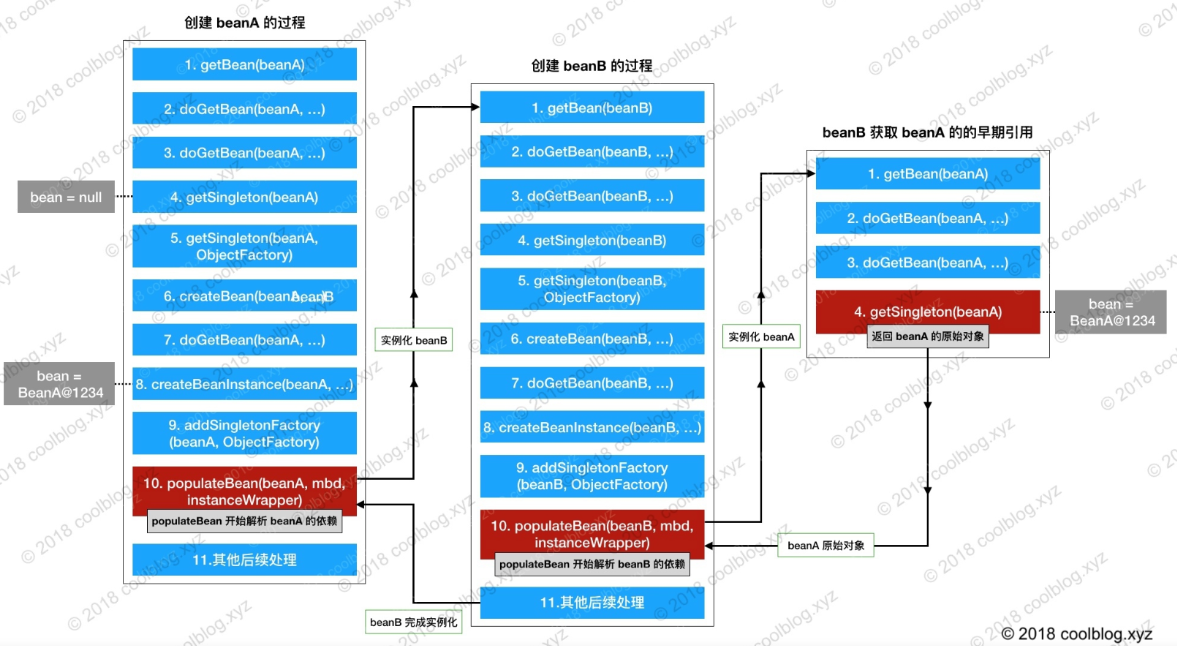 创建 beanA 的过程
1. getBean(beanA)
2. doGetBean(beanA, …)
3. doGetBean(beanA, …)
bean = null
4. getSingleton(beanA)
5. getSingleton(beanA,
ObjectFactory)
6. createBean(beanA, …)
beanB
7. doGetBean(beanA, …)
bean =
BeanA@1234
8. createBeanInstance(beanA, …)
9. addSingletonFactory
(beanA, ObjectFactory)
10. populateBean(beanA, mbd,
instanceWrapper)
populateBean 开始解析 beanA 的依赖
11.其他后续处理
实例化 beanB
创建 beanB 的过程
1. getBean(beanB)
2. doGetBean(beanB, …)
3. doGetBean(beanB, …)
4. getSingleton(beanB)
5. getSingleton(beanB,
ObjectFactory)
6. createBean(beanB, …)
7. doGetBean(beanB, …)
8. createBeanInstance(beanB, …)
9. addSingletonFactory
(beanB, ObjectFactory)
10. populateBean(beanB, mbd,
instanceWrapper)
populateBean 开始解析 beanB 的依赖
11.其他后续处理
beanB 完成实例化
实例化 beanA
beanB 获取 beanA 的的早期引用
1. getBean(beanA)
2. doGetBean(beanA, …)
3. doGetBean(beanA, …)
4. getSingleton(beanA)
返回 beanA 的原始对象
bean =
BeanA@1234
beanA 原始对象
© 2018 coolblog.xyz